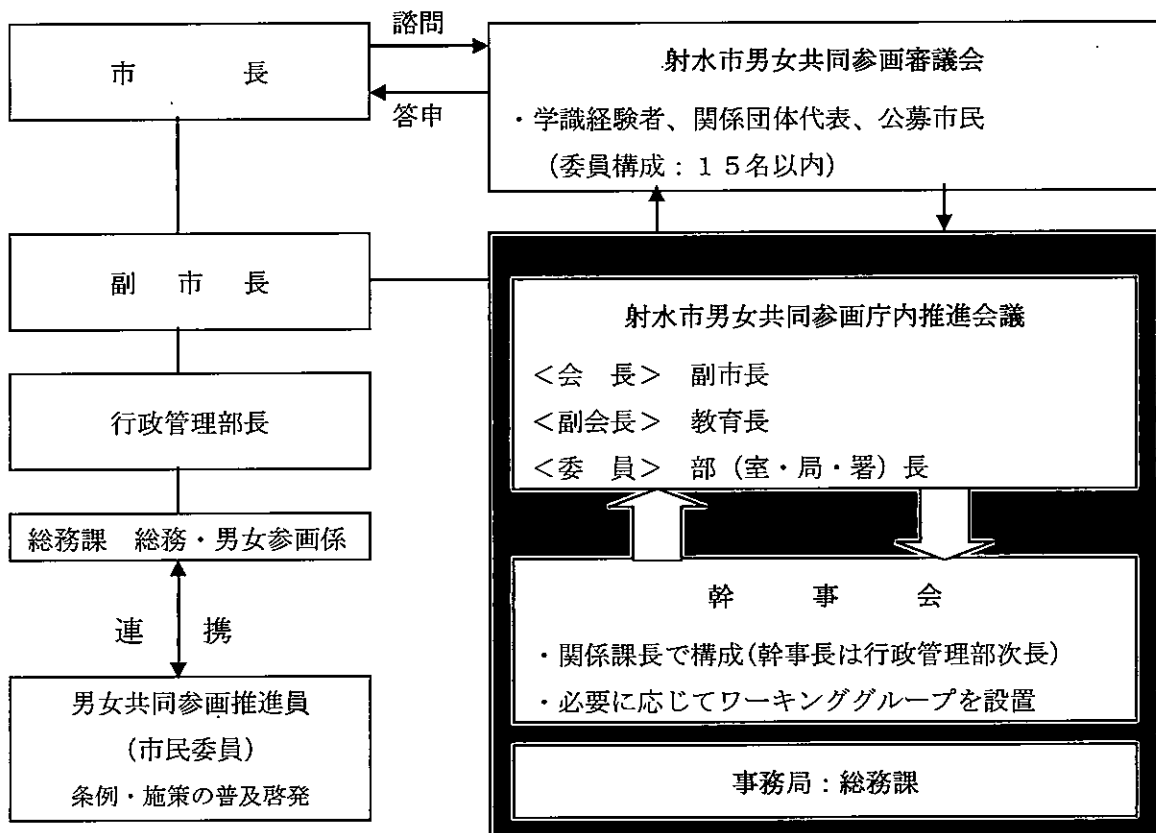 市　長
諮問
答申
射水市男女共同参画審議会
・学識経験者、関係団体代表、公募市民
(委員構成：１５名以内)
副　市　長
行政管理部長
総務課　総務・男女参画係
連　携
男女共同参画推進員
(市民委員)
条例・施策の普及啓発
射水市男女共同参画庁内推進会議
＜会　長＞　副市長
＜副会長＞　教育長
＜委　員＞　部（室・局・署）長
幹　事　会
・関係課長で構成(幹事長は行政管理部次長)
・必要に応じてワーキンググループを設置
事務局：総務課